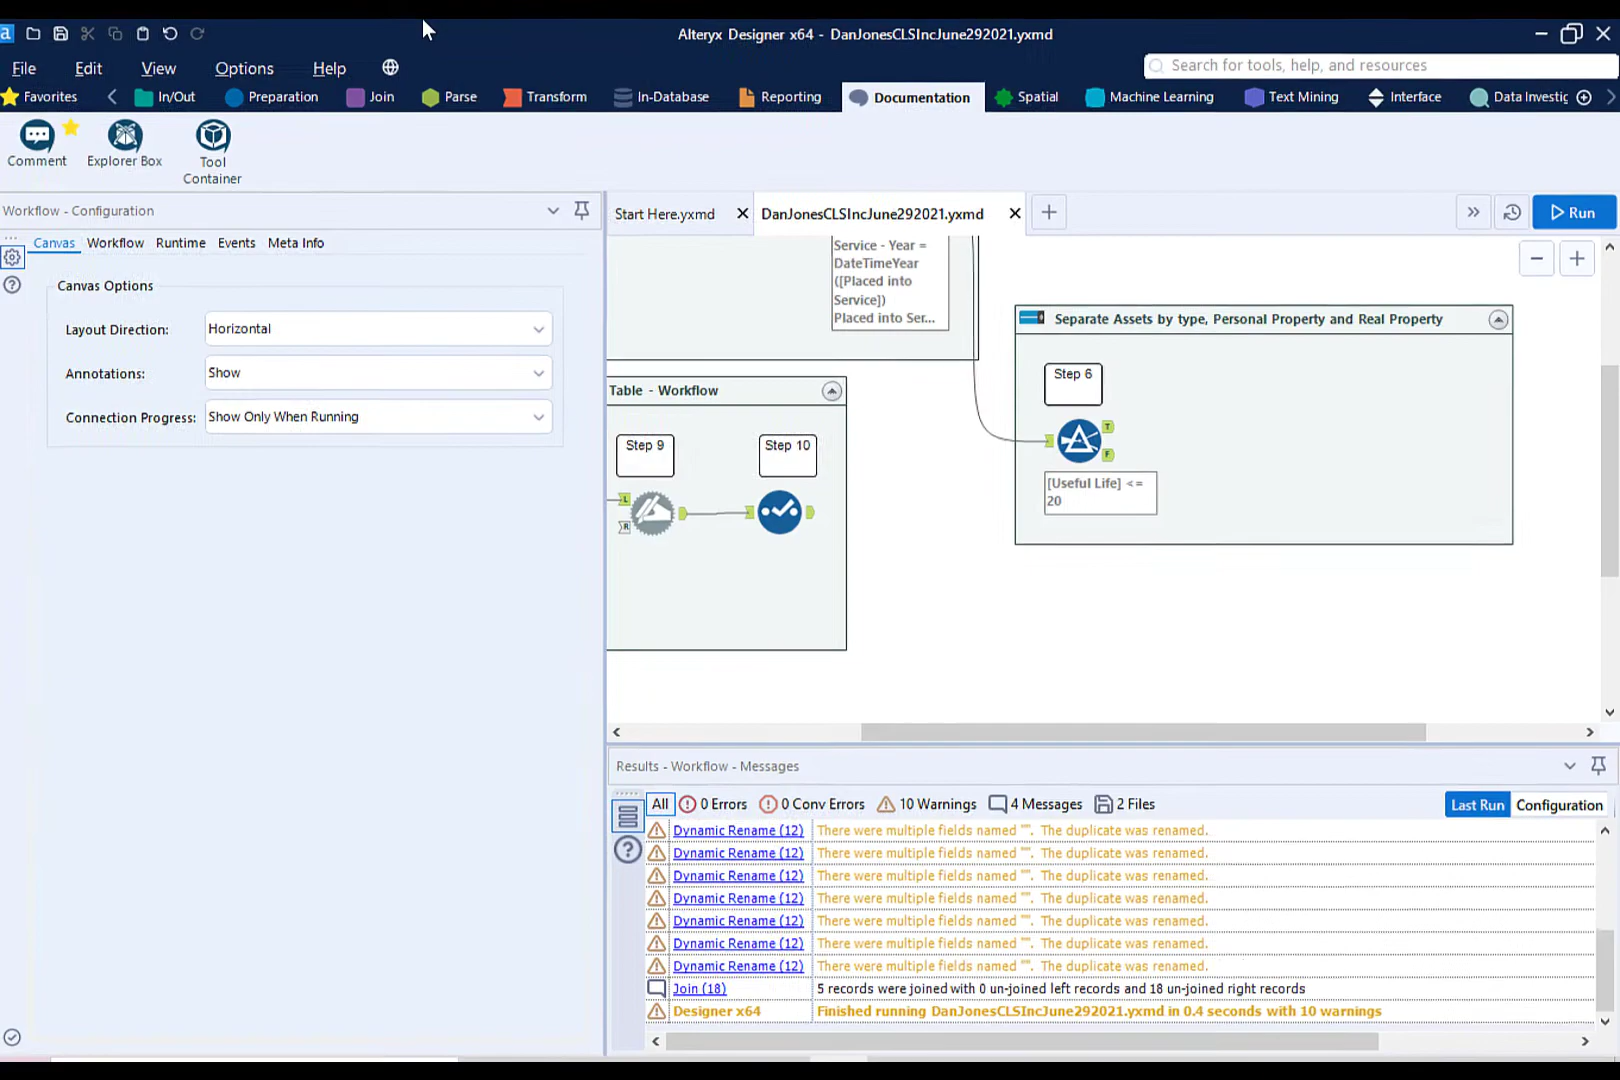 a
Alteryx Designer x64 - DanJonesCLSIncJune292021.yxmd
File Edit View Options Help
Search for tools, help, and resources
Favorites In/Out Preparation Join Parse Transform In-Database Reporting Documentation Spatial Machine Learning Text Mining Interface Data Investig
Comment
Explorer Box
Tool
Container
Workflow - Configuration
Canvas Workflow Runtime Events Meta Info
Canvas Options
Layout Direction: Horizontal
Annotations: Show
Connection Progress: Show Only When Running
Start Here.yxmd
DanJonesCLSIncJune292021.yxmd
Run
Service - Year =
DateTimeYear
([Placed into
Service])
Placed into Ser...
Separate Assets by type, Personal Property and Real Property
Step 6
T
F
[Useful Life] <=
20
Table - Workflow
Step 9
Step 10
L
R
Results - Workflow - Messages
All 0 Errors 0 Conv Errors 10 Warnings 4 Messages 2 Files
Last Run Configuration
Dynamic Rename (12) There were multiple fields named "". The duplicate was renamed.
Dynamic Rename (12) There were multiple fields named "". The duplicate was renamed.
Dynamic Rename (12) There were multiple fields named "". The duplicate was renamed.
Dynamic Rename (12) There were multiple fields named "". The duplicate was renamed.
Dynamic Rename (12) There were multiple fields named "". The duplicate was renamed.
Dynamic Rename (12) There were multiple fields named "". The duplicate was renamed.
Dynamic Rename (12) There were multiple fields named "". The duplicate was renamed.
Join (18) 5 records were joined with 0 un-joined left records and 18 un-joined right records
Designer x64 Finished running DanJonesCLSIncJune292021.yxmd in 0.4 seconds with 10 warnings